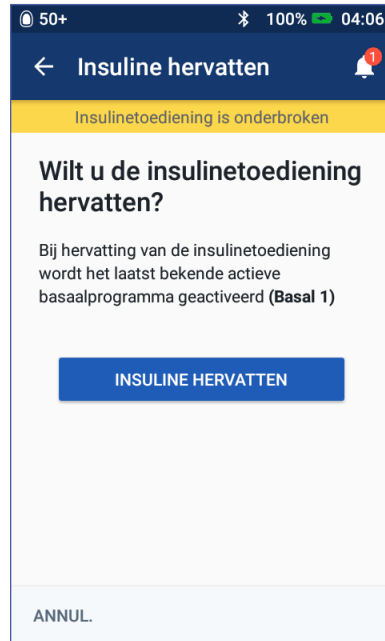 50+ 100% 04:06
Insuline hervatten 1
Insulinetoediening is onderbroken
Wilt u de insulinetoediening
hervatten?
Bij hervatting van de insulinetoediening
wordt het laatst bekende actieve
basaalprogramma geactiveerd (Basal 1)
INSULINE HERVATTEN
ANNUL.